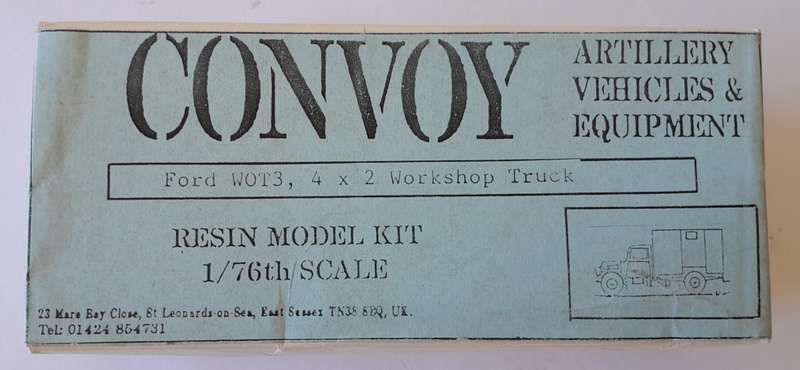 CONVOY
ARTILLERY
VEHICLES &
EQUIPMENT
Ford WOT3, 4 x 2 Workshop Truck
RESIN MODEL KIT
1/76th SCALE
23 Mare Bay Close, St Leonards-on-Sea, East Sussex TN38 8EQ, UK.
Tel: 01424 854731